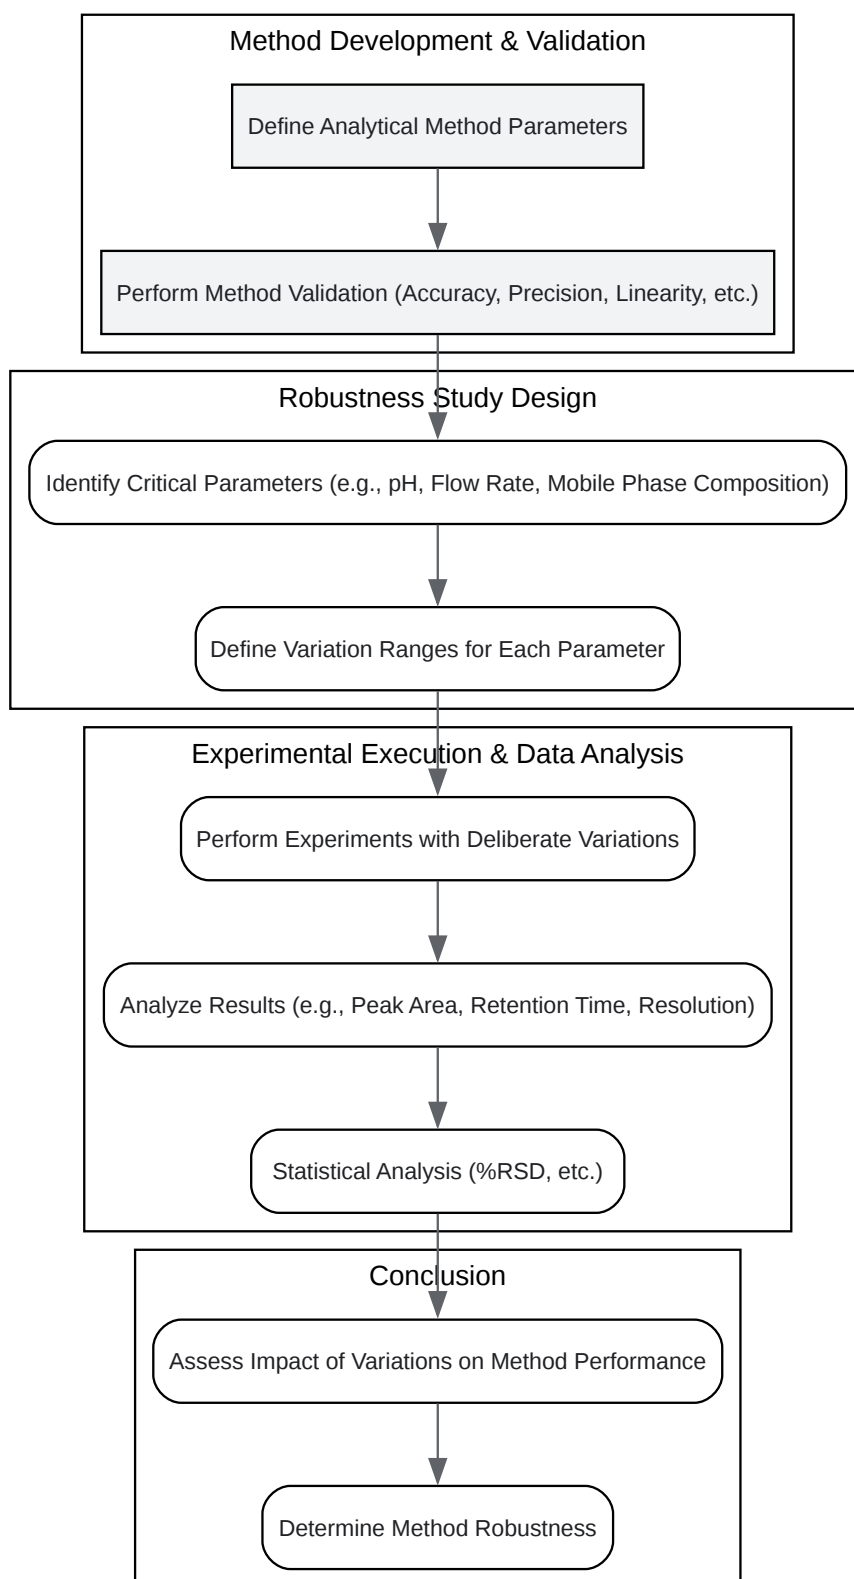 Method Development & Validation
Define Analytical Method Parameters
Perform Method Validation (Accuracy, Precision, Linearity, etc.)
Robustness Study Design
Identify Critical Parameters (e.g., pH, Flow Rate, Mobile Phase Composition)
Define Variation Ranges for Each Parameter
Experimental Execution & Data Analysis
Perform Experiments with Deliberate Variations
Analyze Results (e.g., Peak Area, Retention Time, Resolution)
Statistical Analysis (%RSD, etc.)
Conclusion
Assess Impact of Variations on Method Performance
Determine Method Robustness